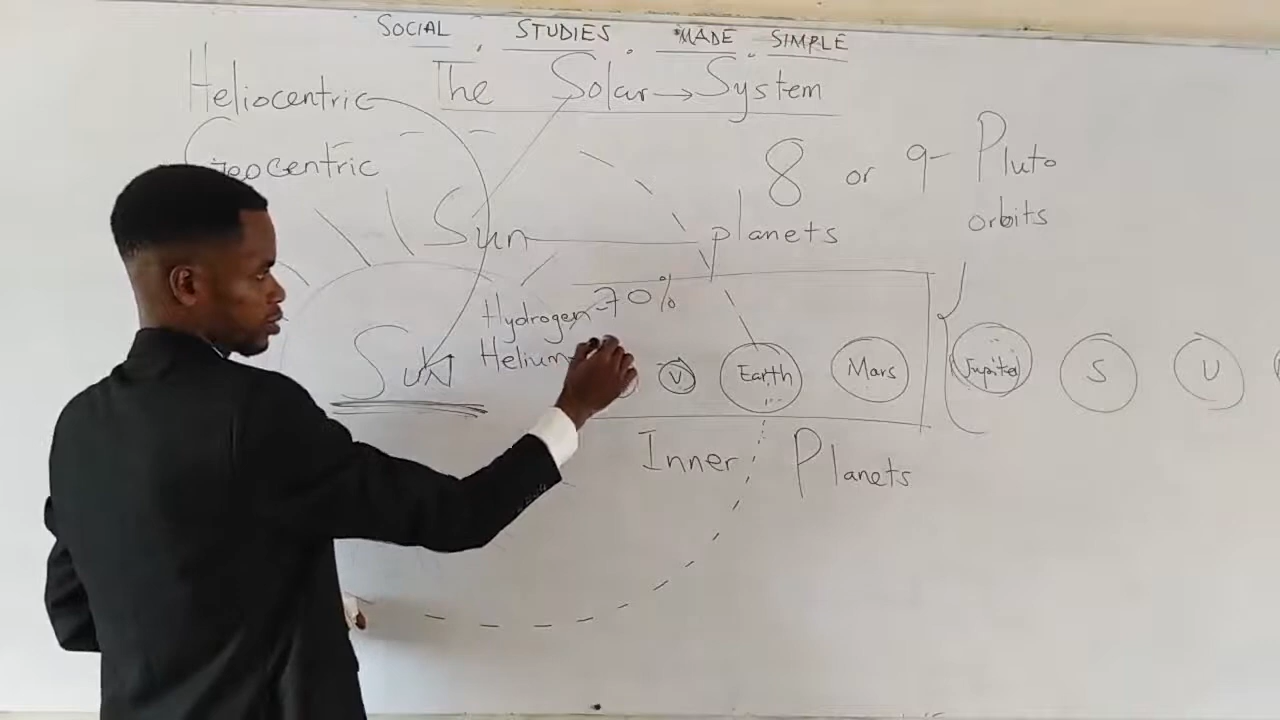 SOCIAL . STUDIES . MADE . SIMPLE
The Solar → System
Heliocentric
Geocentric
8 or 9- Pluto
orbits
Sun
planets
Hydrogen - 70%
Helium -
SUN
V
Earth
Mars
Jupiter
S
U
Inner Planets